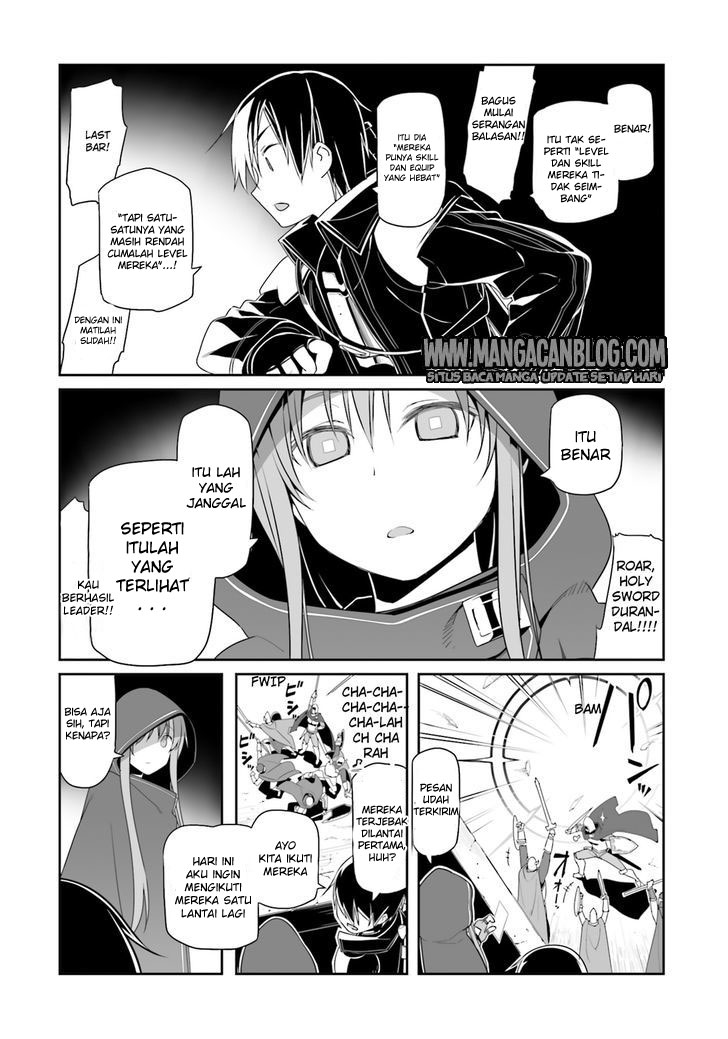 BENAR!
ITU TAK SE-
PERTI "LEVEL
DAN SKILL
MEREKA TI-
DAK SEIM-
BANG"
BAGUS
MULAI
SERANGAN
BALASAN!!
ITU DIA
"MEREKA
PUNYA SKILL
DAN EQUIP
YANG HEBAT"
LAST
BAR!
"TAPI SATU-
SATUNYA YANG
MASIH RENDAH
CUMALAH LEVEL
MEREKA"...!
DENGAN INI
MATILAH
SUDAH!!
WWW.MANGACANBLOG.COM
SITUS BACA MANGA UPDATE SETIAP HARI
ITU
BENAR
ROAR,
HOLY
SWORD
DURAN-
DAL!!!!
ITU LAH
YANG
JANGGAL
SEPERTI
ITULAH
YANG
TERLIHAT
...
KAU
BERHASIL
LEADER!!
BAM
PESAN
UDAH
TERKIRIM
FWIP
CHA-CHA-
CHA-CHA--
CHA-LAH
CH CHA
RAH
MEREKA
TERJEBAK
DILANTAI
PERTAMA,
HUH?
AYO
KITA IKUTI
MEREKA
HARI INI
AKU INGIN
MENGIKUTI
MEREKA SATU
LANTAI LAGI
BISA AJA
SIH, TAPI
KENAPA?